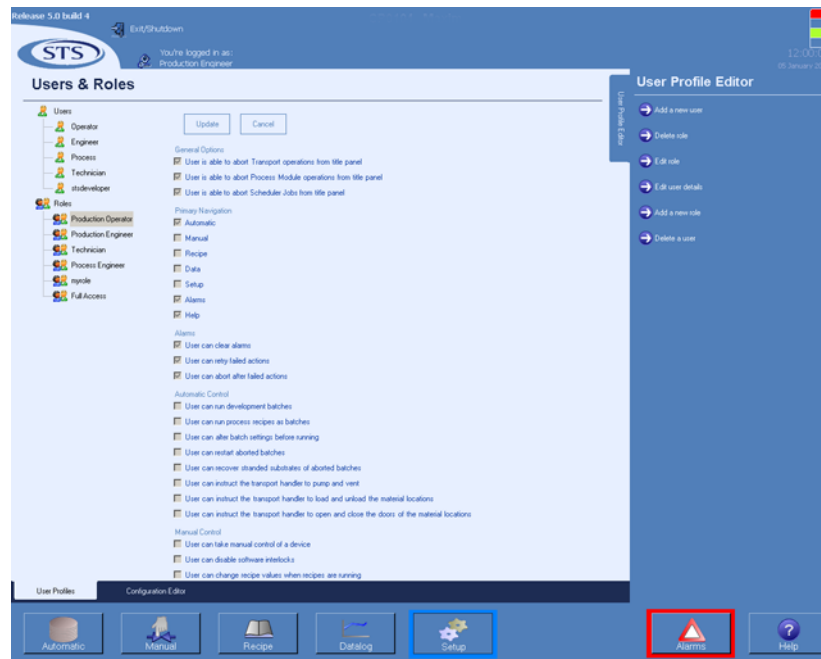 Release 5.0 build 4
Exit/Shutdown
STS
You're logged in as:
Production Engineer
12:00:0
05 January 20
Users & Roles
User Profile Editor
User Profile Editor
Users
Operator
Engineer
Process
Technician
stsdeveloper
Roles
Production Operator
Production Engineer
Technician
Process Engineer
myrole
Full Access
Update Cancel
General Options
User is able to abort Transport operations from title panel
User is able to abort Process Module operations from title panel
User is able to abort Scheduler Jobs from title panel
Primary Navigation
Automatic
Manual
Recipe
Data
Setup
Alarms
Help
Alarms
User can clear alarms
User can retry failed actions
User can abort after failed actions
Automatic Control
User can run development batches
User can run process recipes as batches
User can alter batch settings before running
User can restart aborted batches
User can recover stranded substrates of aborted batches
User can instruct the transport handler to pump and vent
User can instruct the transport handler to load and unload the material locations
User can instruct the transport handler to open and close the doors of the material locations
Manual Control
User can take manual control of a device
User can disable software interlocks
User can change recipe values when recipes are running
Add a new user
Delete role
Edit role
Edit user details
Add a new role
Delete a user
User Profiles Configuration Editor
Automatic Manual Recipe Datalog Setup Alarms Help